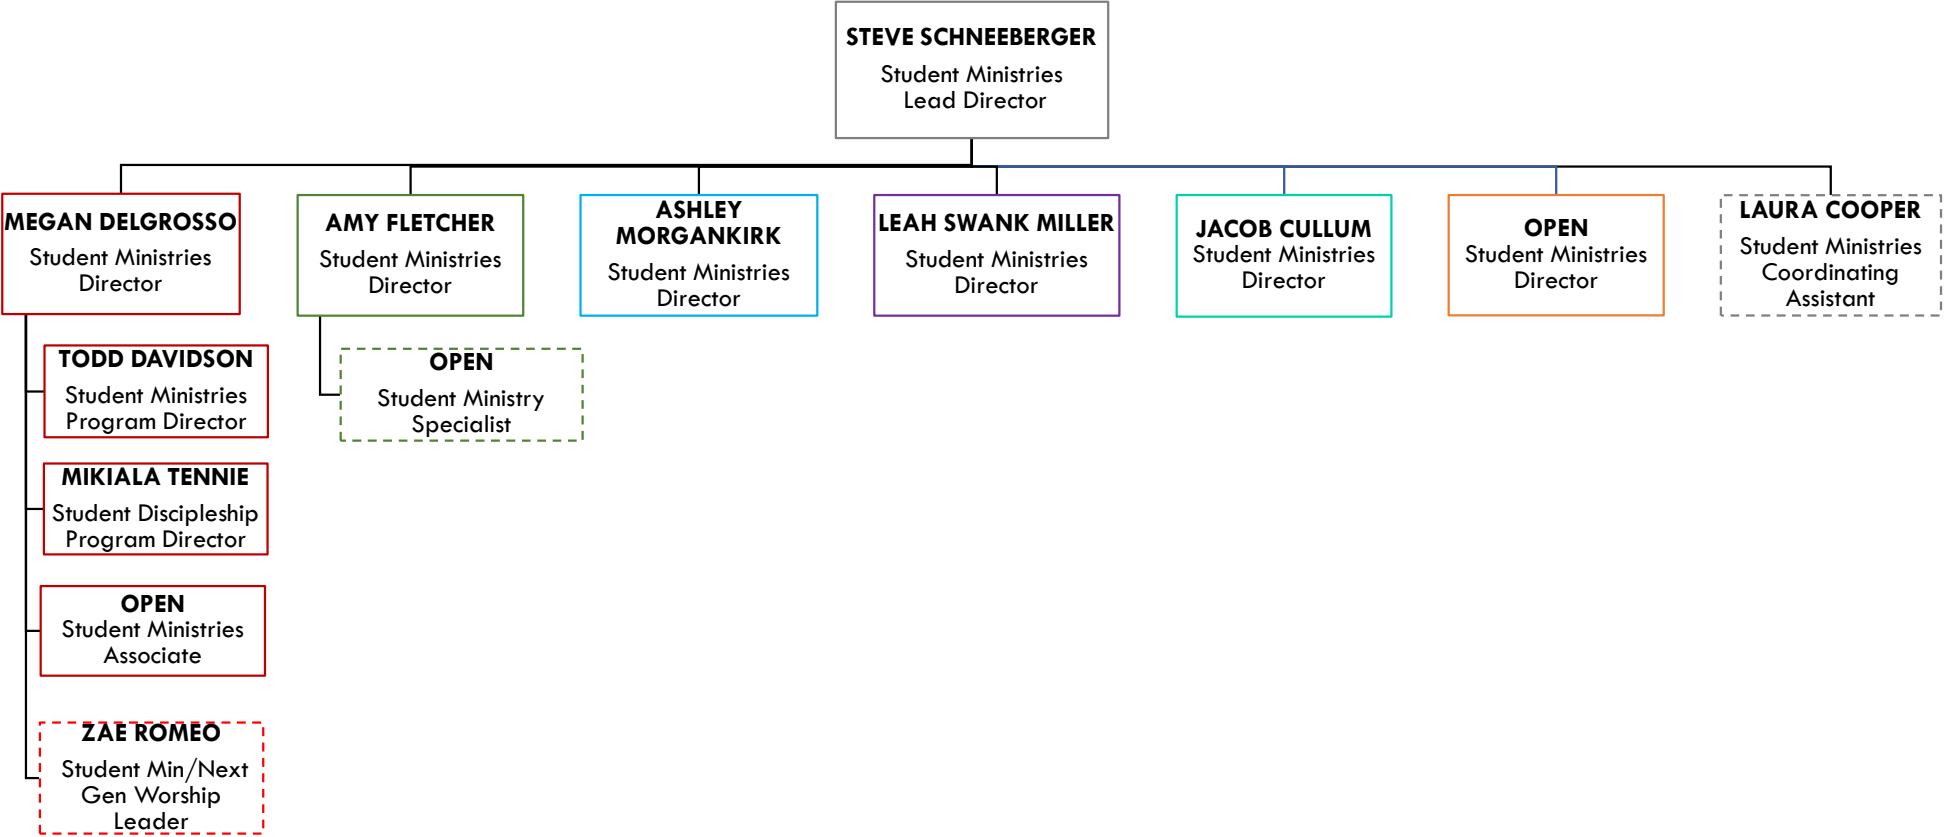 STEVE SCHNEEBERGER
Student Ministries
Lead Director
MEGAN DELGROSSO
Student Ministries
Director
AMY FLETCHER
Student Ministries
Director
ASHLEY
MORGANKIRK
Student Ministries
Director
LEAH SWANK MILLER
Student Ministries
Director
JACOB CULLUM
Student Ministries
Director
OPEN
Student Ministries
Director
LAURA COOPER
Student Ministries
Coordinating
Assistant
TODD DAVIDSON
Student Ministries
Program Director
OPEN
Student Ministry
Specialist
MIKIALA TENNIE
Student Discipleship
Program Director
OPEN
Student Ministries
Associate
ZAE ROMEO
Student Min/Next
Gen Worship
Leader